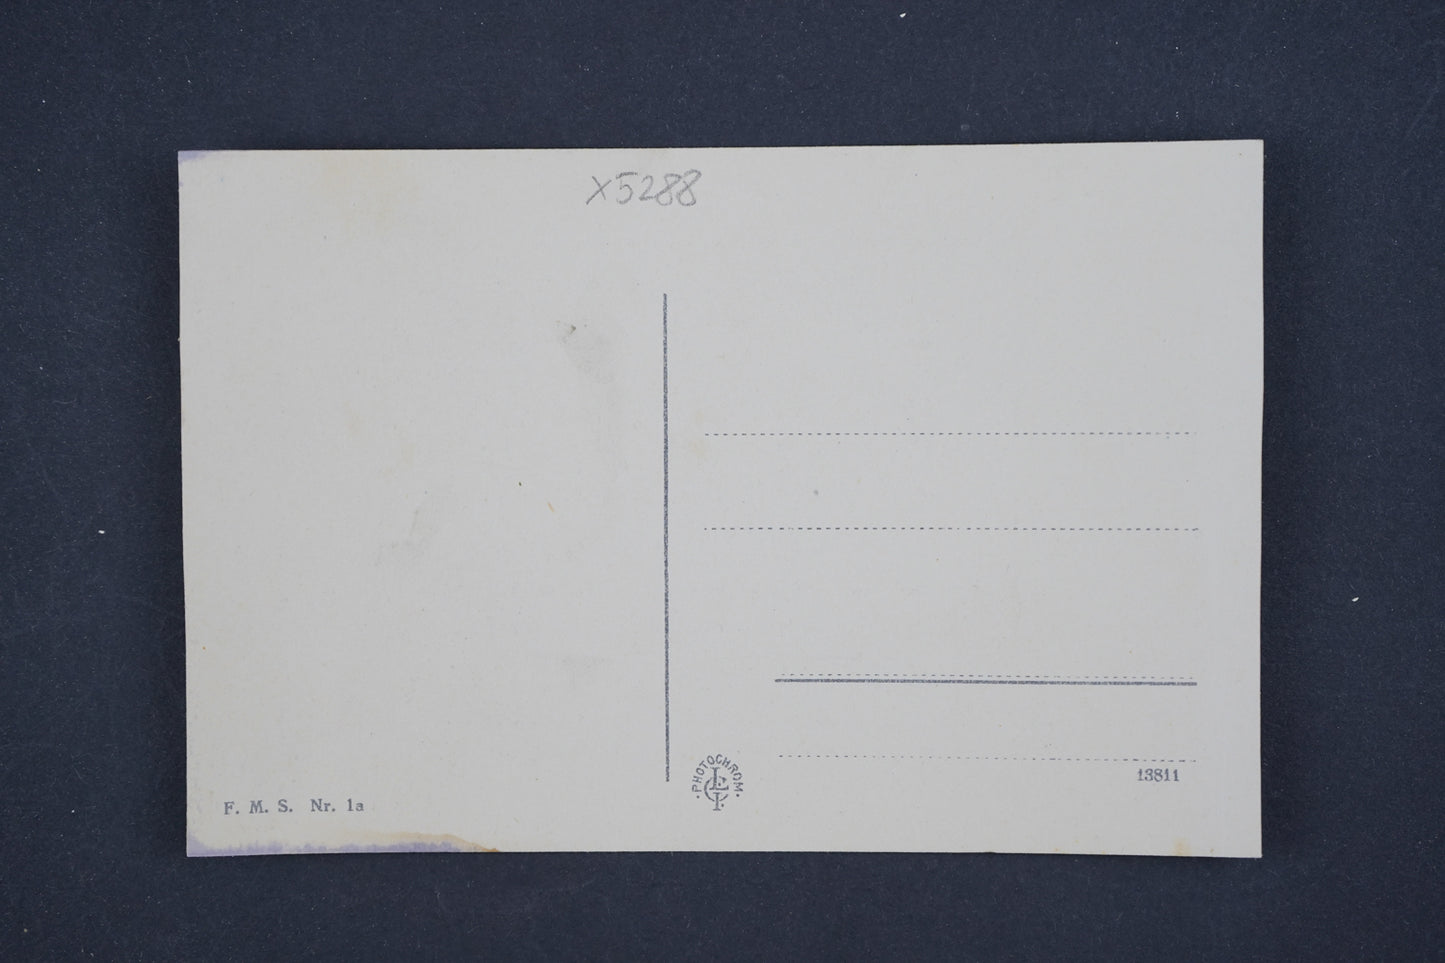 X5288
·PHOTOCHROM·
13811
F. M. S. Nr. 1a